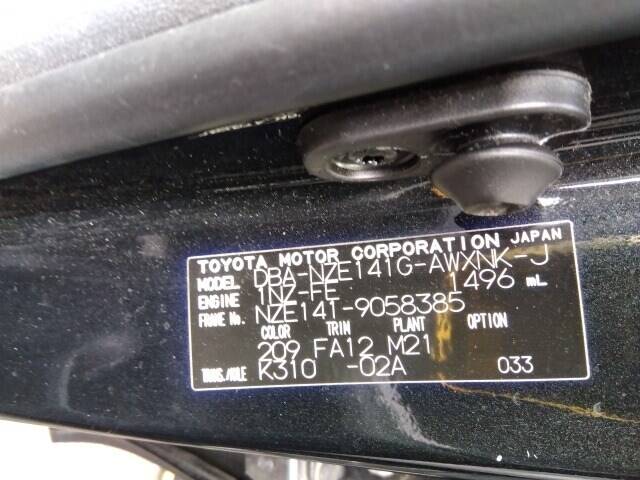 TOYOTA MOTOR CORPORATION JAPAN
MODEL DBA-NZE141G-AWXNK-J
ENGINE 1NZ-FE 1496 mL
FRAME No. NZE141-9058385
COLOR TRIM PLANT OPTION
209 FA12 M21
TRANS./AXLE K310 -02A 033